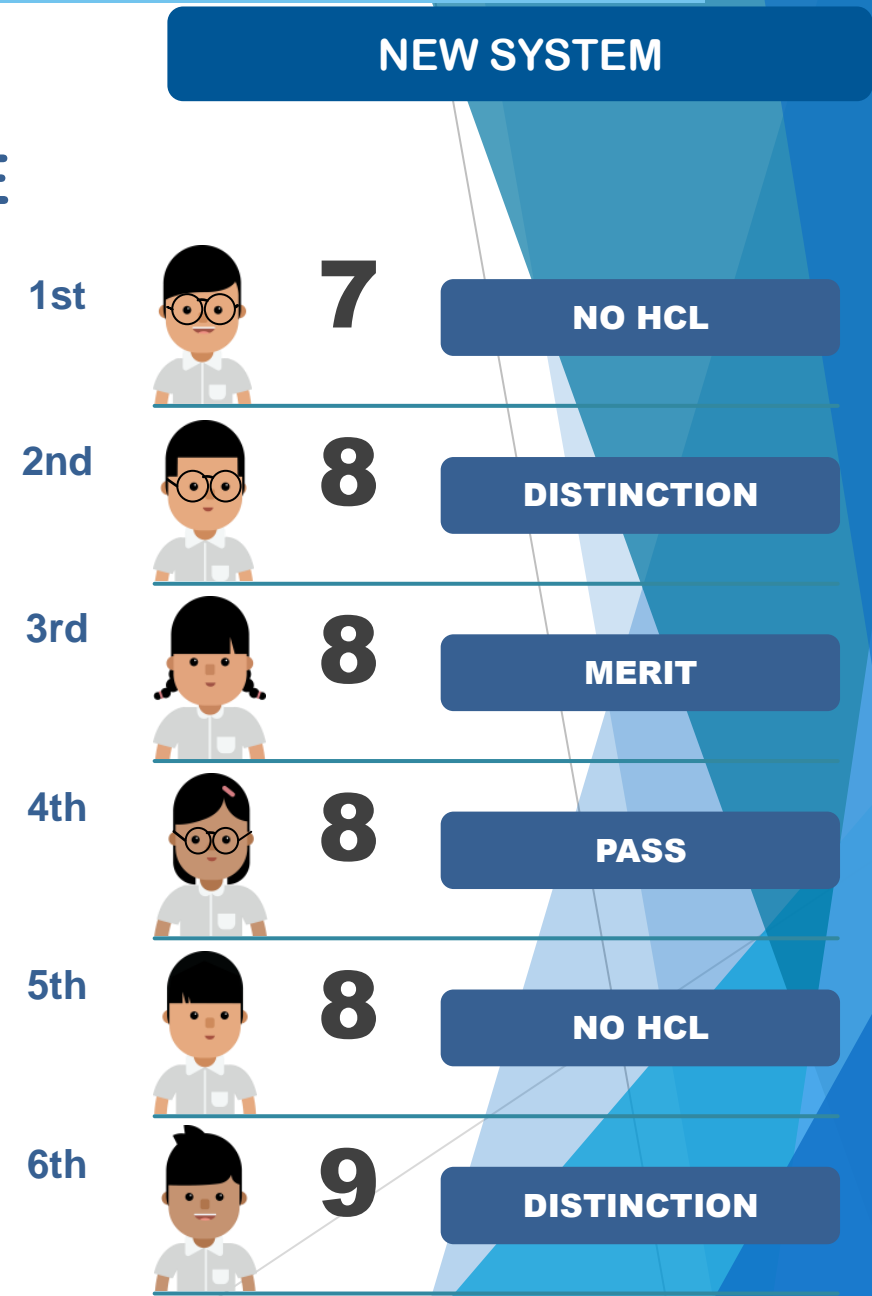 NEW SYSTEM
E
1st 7 NO HCL
2nd 8 DISTINCTION
3rd 8 MERIT
4th 8 PASS
5th 8 NO HCL
6th 9 DISTINCTION